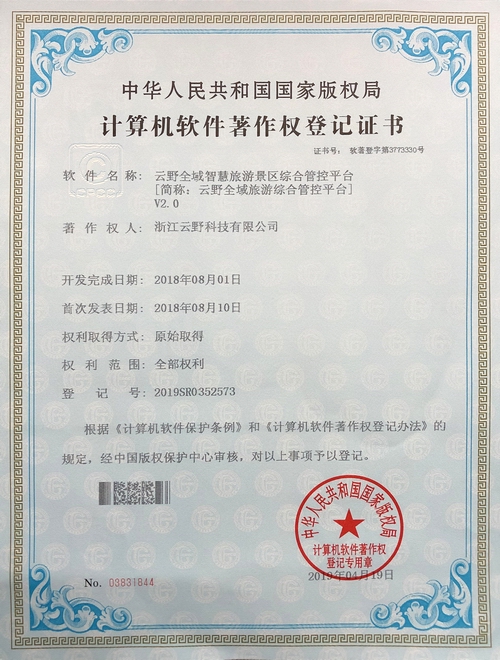 中华人民共和国国家版权局
计算机软件著作权登记证书
证书号： 软著登字第3773330号
软件名称： 云野全域智慧旅游景区综合管控平台
[简称：云野全域旅游综合管控平台]
V2.0
著作权人： 浙江云野科技有限公司
开发完成日期： 2018年08月01日
首次发表日期： 2018年08月10日
权利取得方式： 原始取得
权利范围： 全部权利
登记号： 2019SR0352573
根据《计算机软件保护条例》和《计算机软件著作权登记办法》的
规定，经中国版权保护中心审核，对以上事项予以登记。
中华人民共和国国家版权局
计算机软件著作权
登记专用章
2019年04月19日
No. 03831844
CPCC